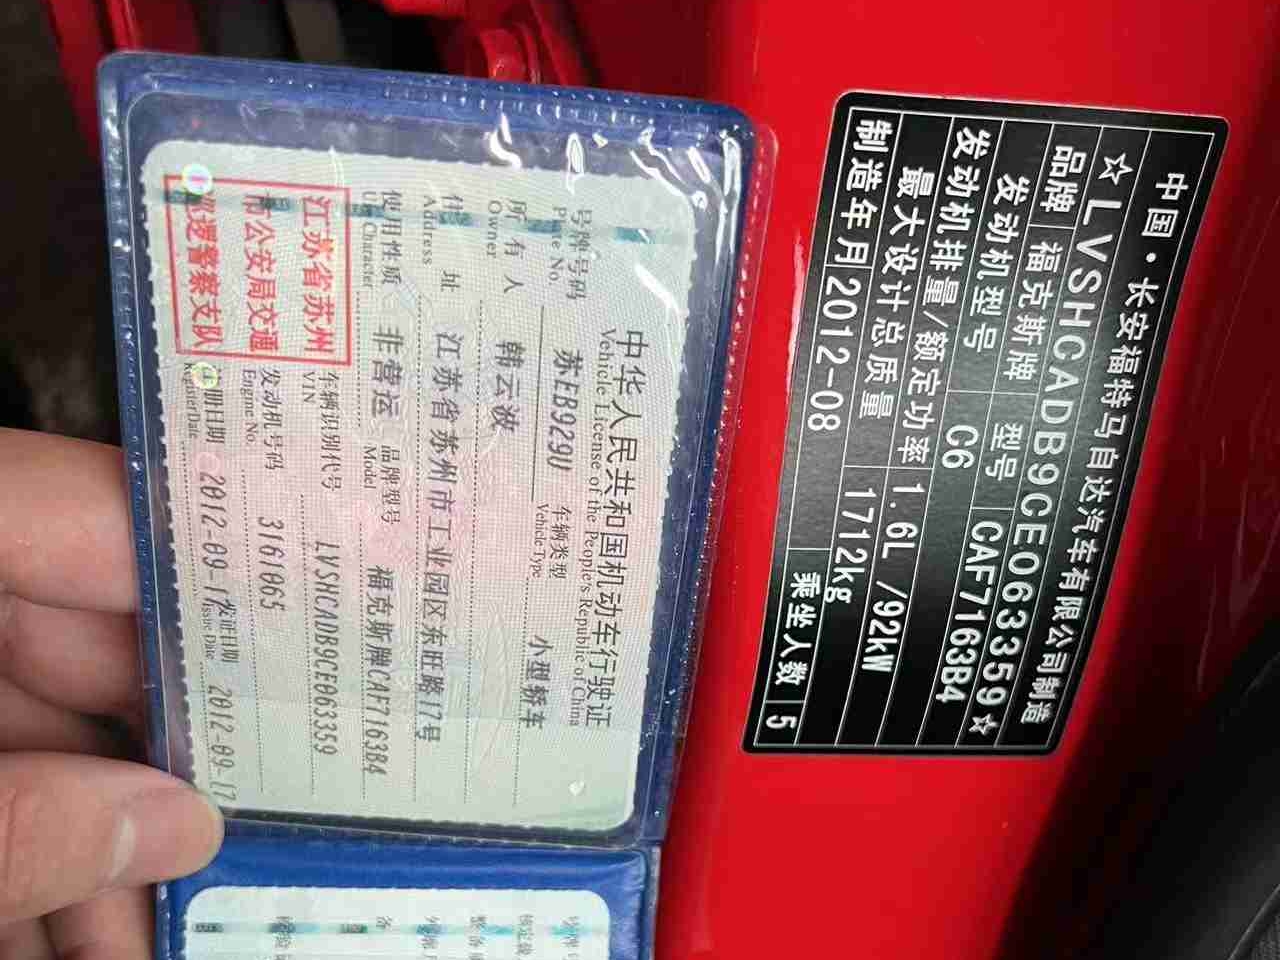 中华人民共和国机动车行驶证
Vehicle License of the People's Republic of China
号牌号码 苏EB929U 车辆类型 小型轿车
Plate No. Vehicle Type
所有人 韩云波
Owner
住址 江苏省苏州市工业园区东旺路17号
Address
使用性质 非营运 品牌型号 福克斯牌CAF7163B4
Use Character Model
江苏省苏州
市公安局交通
巡逻警察支队
车辆识别代号 LVSHCADB9CE063359
VIN
发动机号码 3161065
Engine No.
注册日期 2012-09-17 发证日期 2012-09-17
Register Date Issue Date
中国·长安福特马自达汽车有限公司制造
☆LVSHCADB9CE063359☆
品牌 福克斯牌 型号 CAF7163B4
发动机型号 C6
发动机排量/额定功率 1.6L /92kW
最大设计总质量 1712kg
制造年月 2012-08 乘坐人数 5